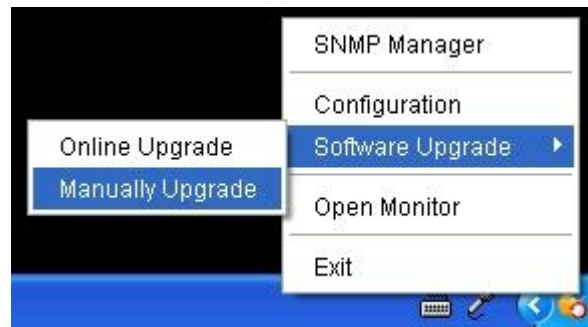 SNMP Manager
Configuration
Software Upgrade
Online Upgrade
Manually Upgrade
Open Monitor
Exit